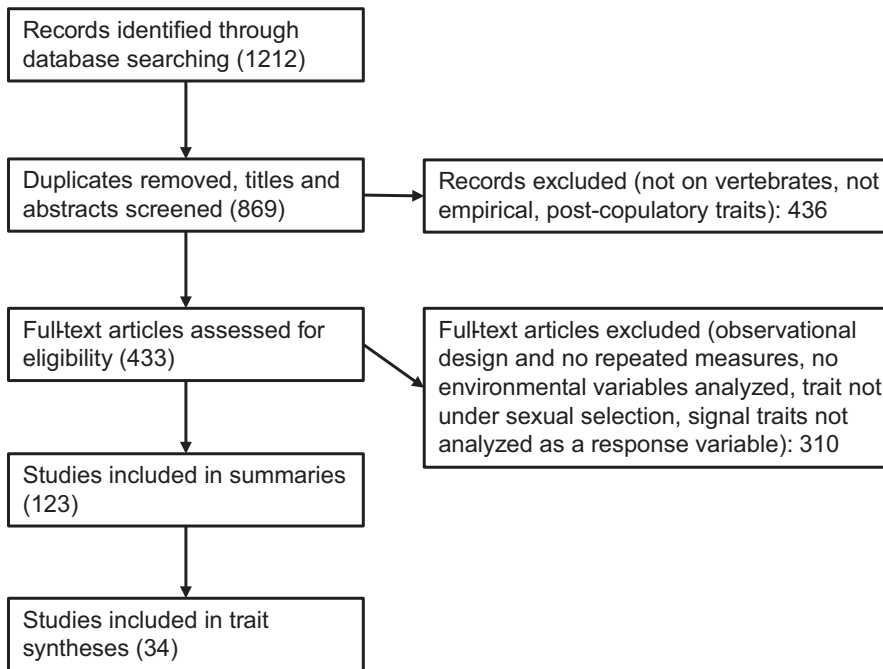 Records identified through
database searching (1212)
Duplicates removed, titles and
abstracts screened (869)
Records excluded (not on vertebrates, not
empirical, post-copulatory traits): 436
Full-text articles assessed for
eligibility (433)
Full-text articles excluded (observational
design and no repeated measures, no
environmental variables analyzed, trait not
under sexual selection, signal traits not
analyzed as a response variable): 310
Studies included in summaries
(123)
Studies included in trait
syntheses (34)